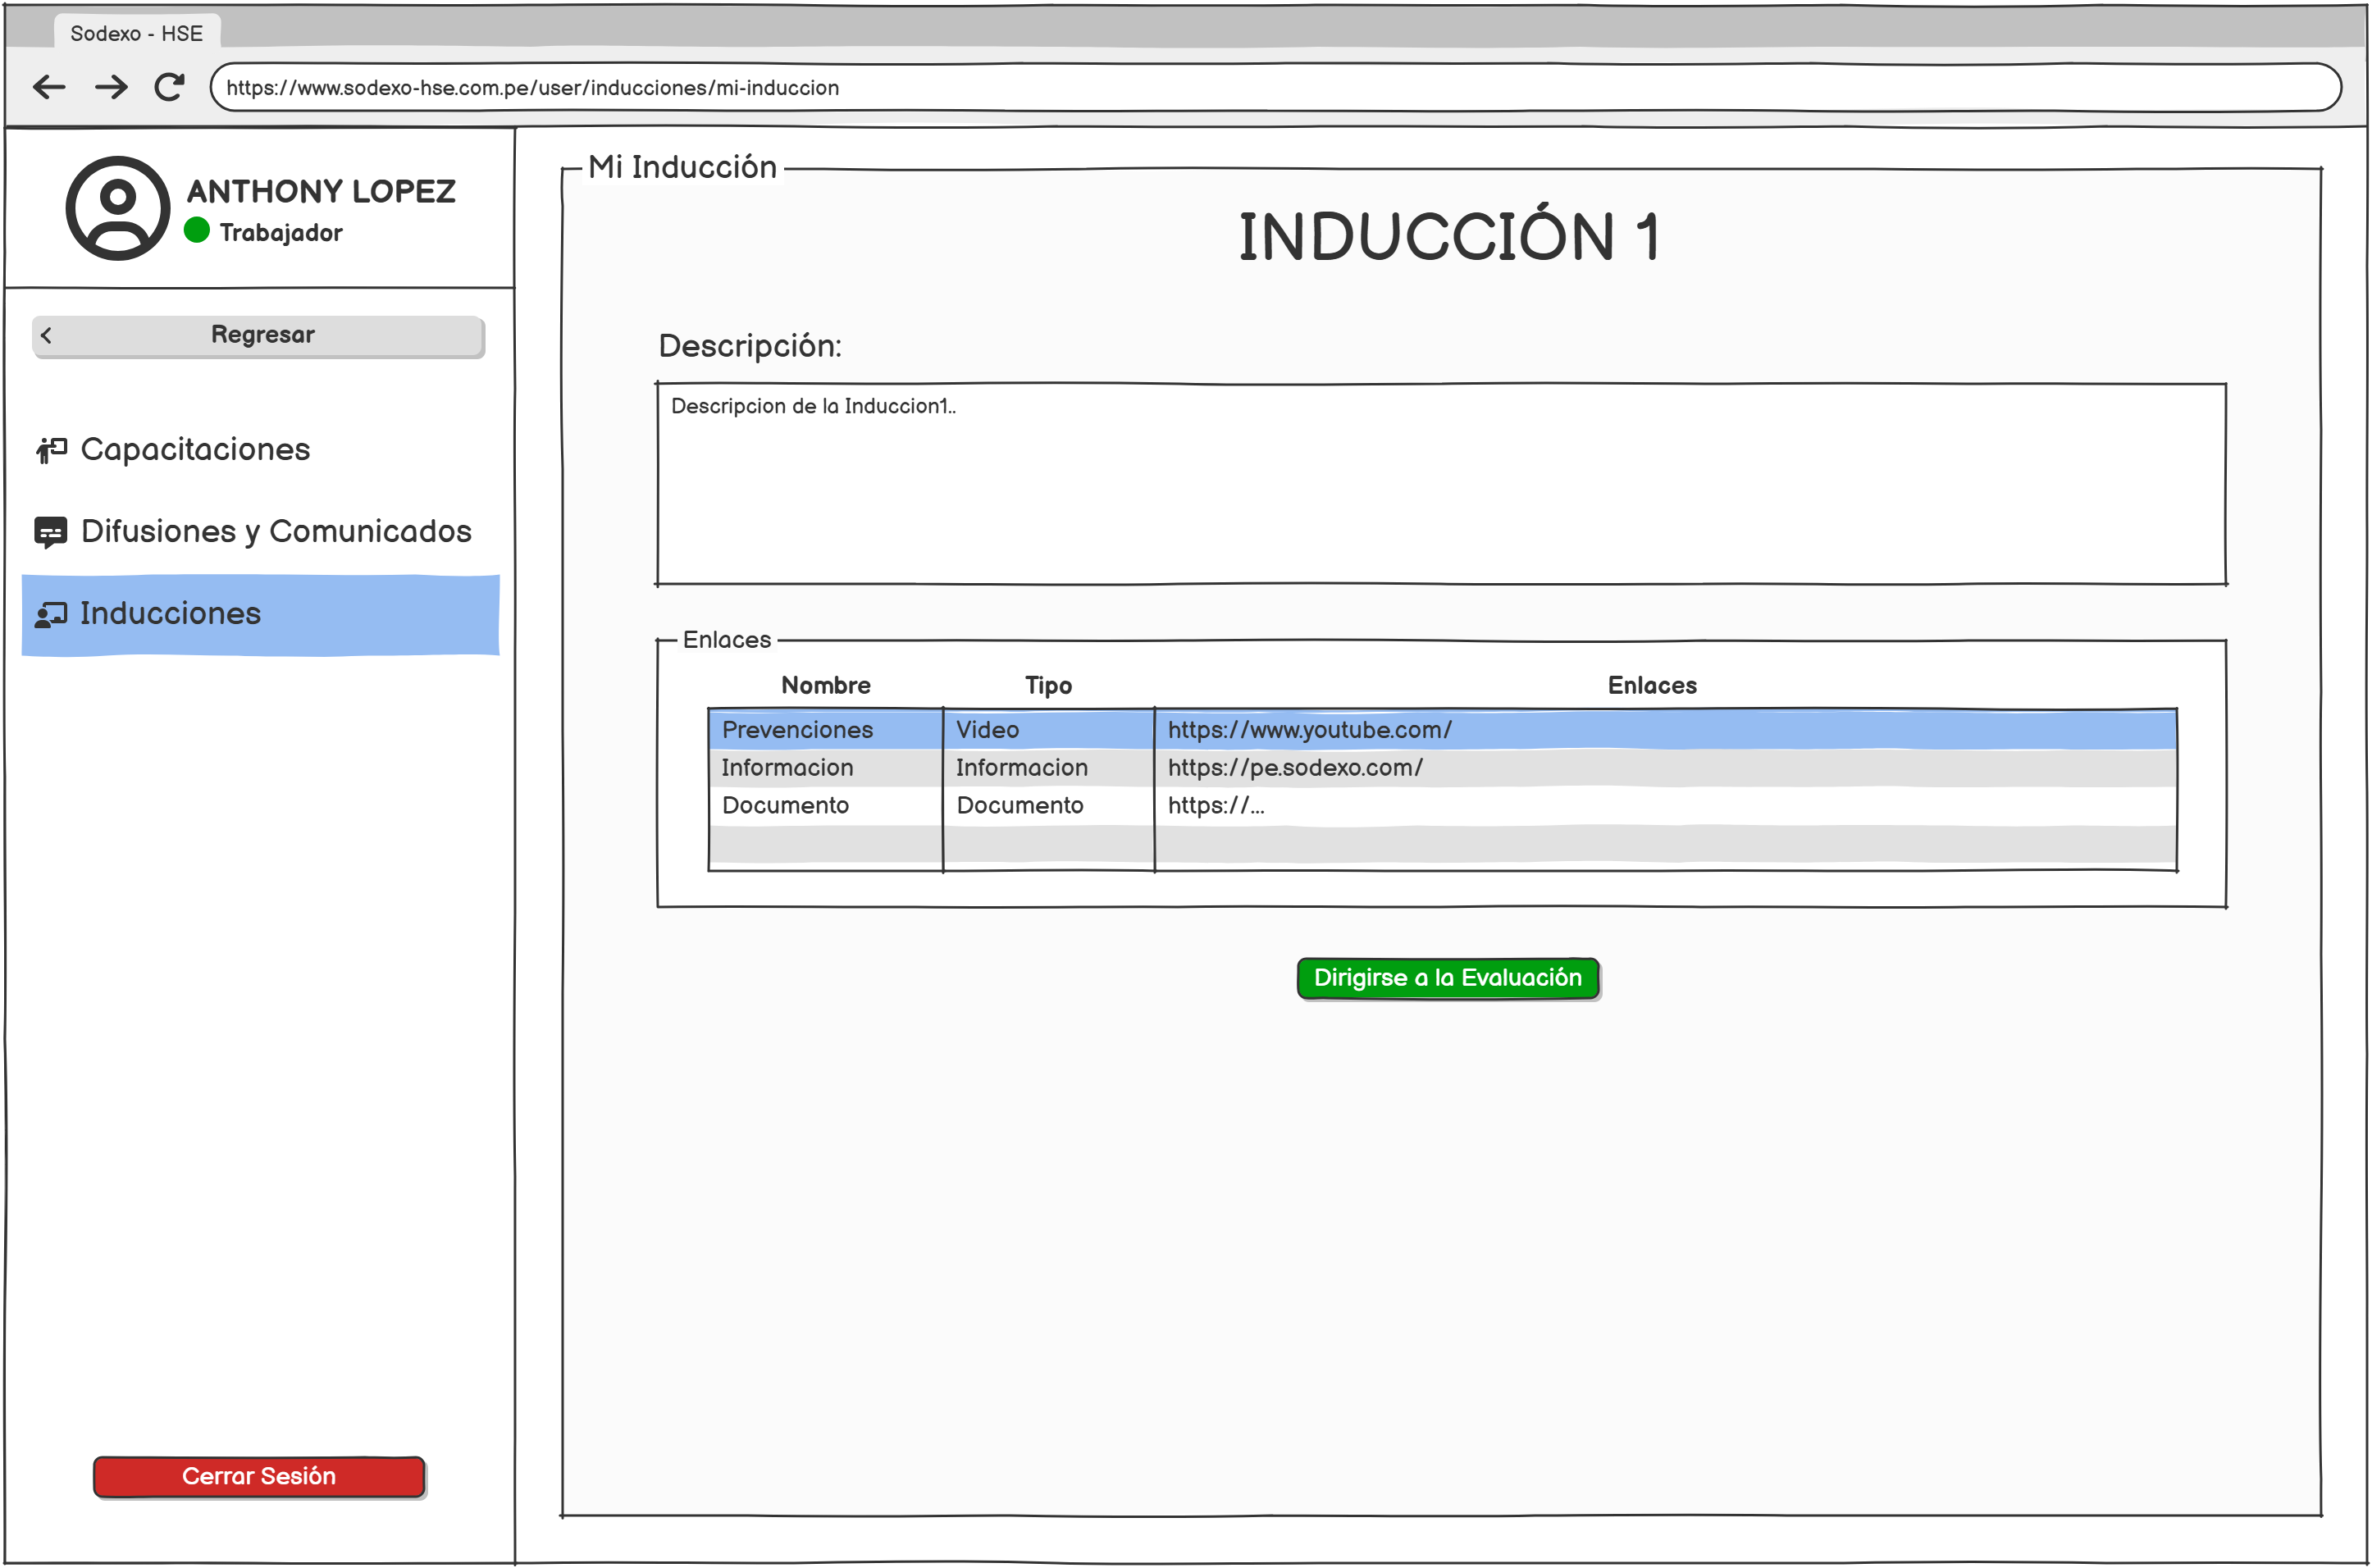 Sodexo - HSE
https://www.sodexo-hse.com.pe/user/inducciones/mi-induccion
ANTHONY LOPEZ
Trabajador
Regresar
Capacitaciones
Difusiones y Comunicados
Inducciones
Cerrar Sesión
Mi Inducción
INDUCCIÓN 1
Descripción:
Descripcion de la Induccion1..
Enlaces
Nombre Tipo Enlaces
Prevenciones Video https://www.youtube.com/
Informacion Informacion https://pe.sodexo.com/
Documento Documento https://...
Dirigirse a la Evaluación